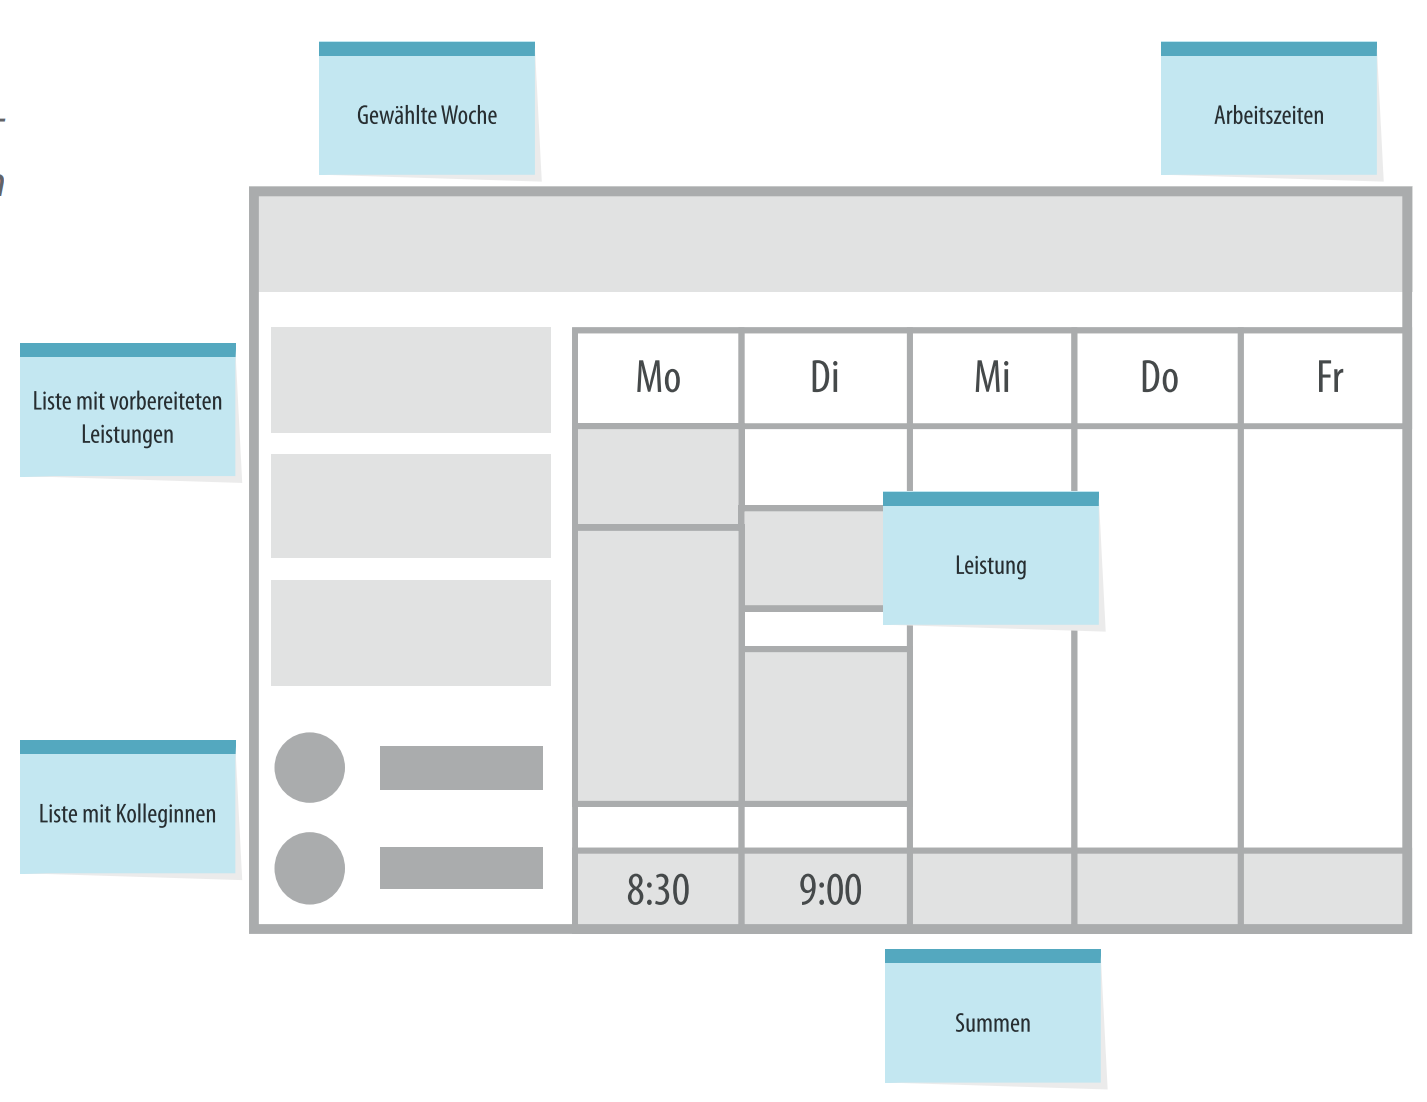 Gewählte Woche
Arbeitszeiten
Liste mit vorbereiteten
Leistungen
Mo Di Mi Do Fr
Leistung
Liste mit Kolleginnen
8:30 9:00
Summen